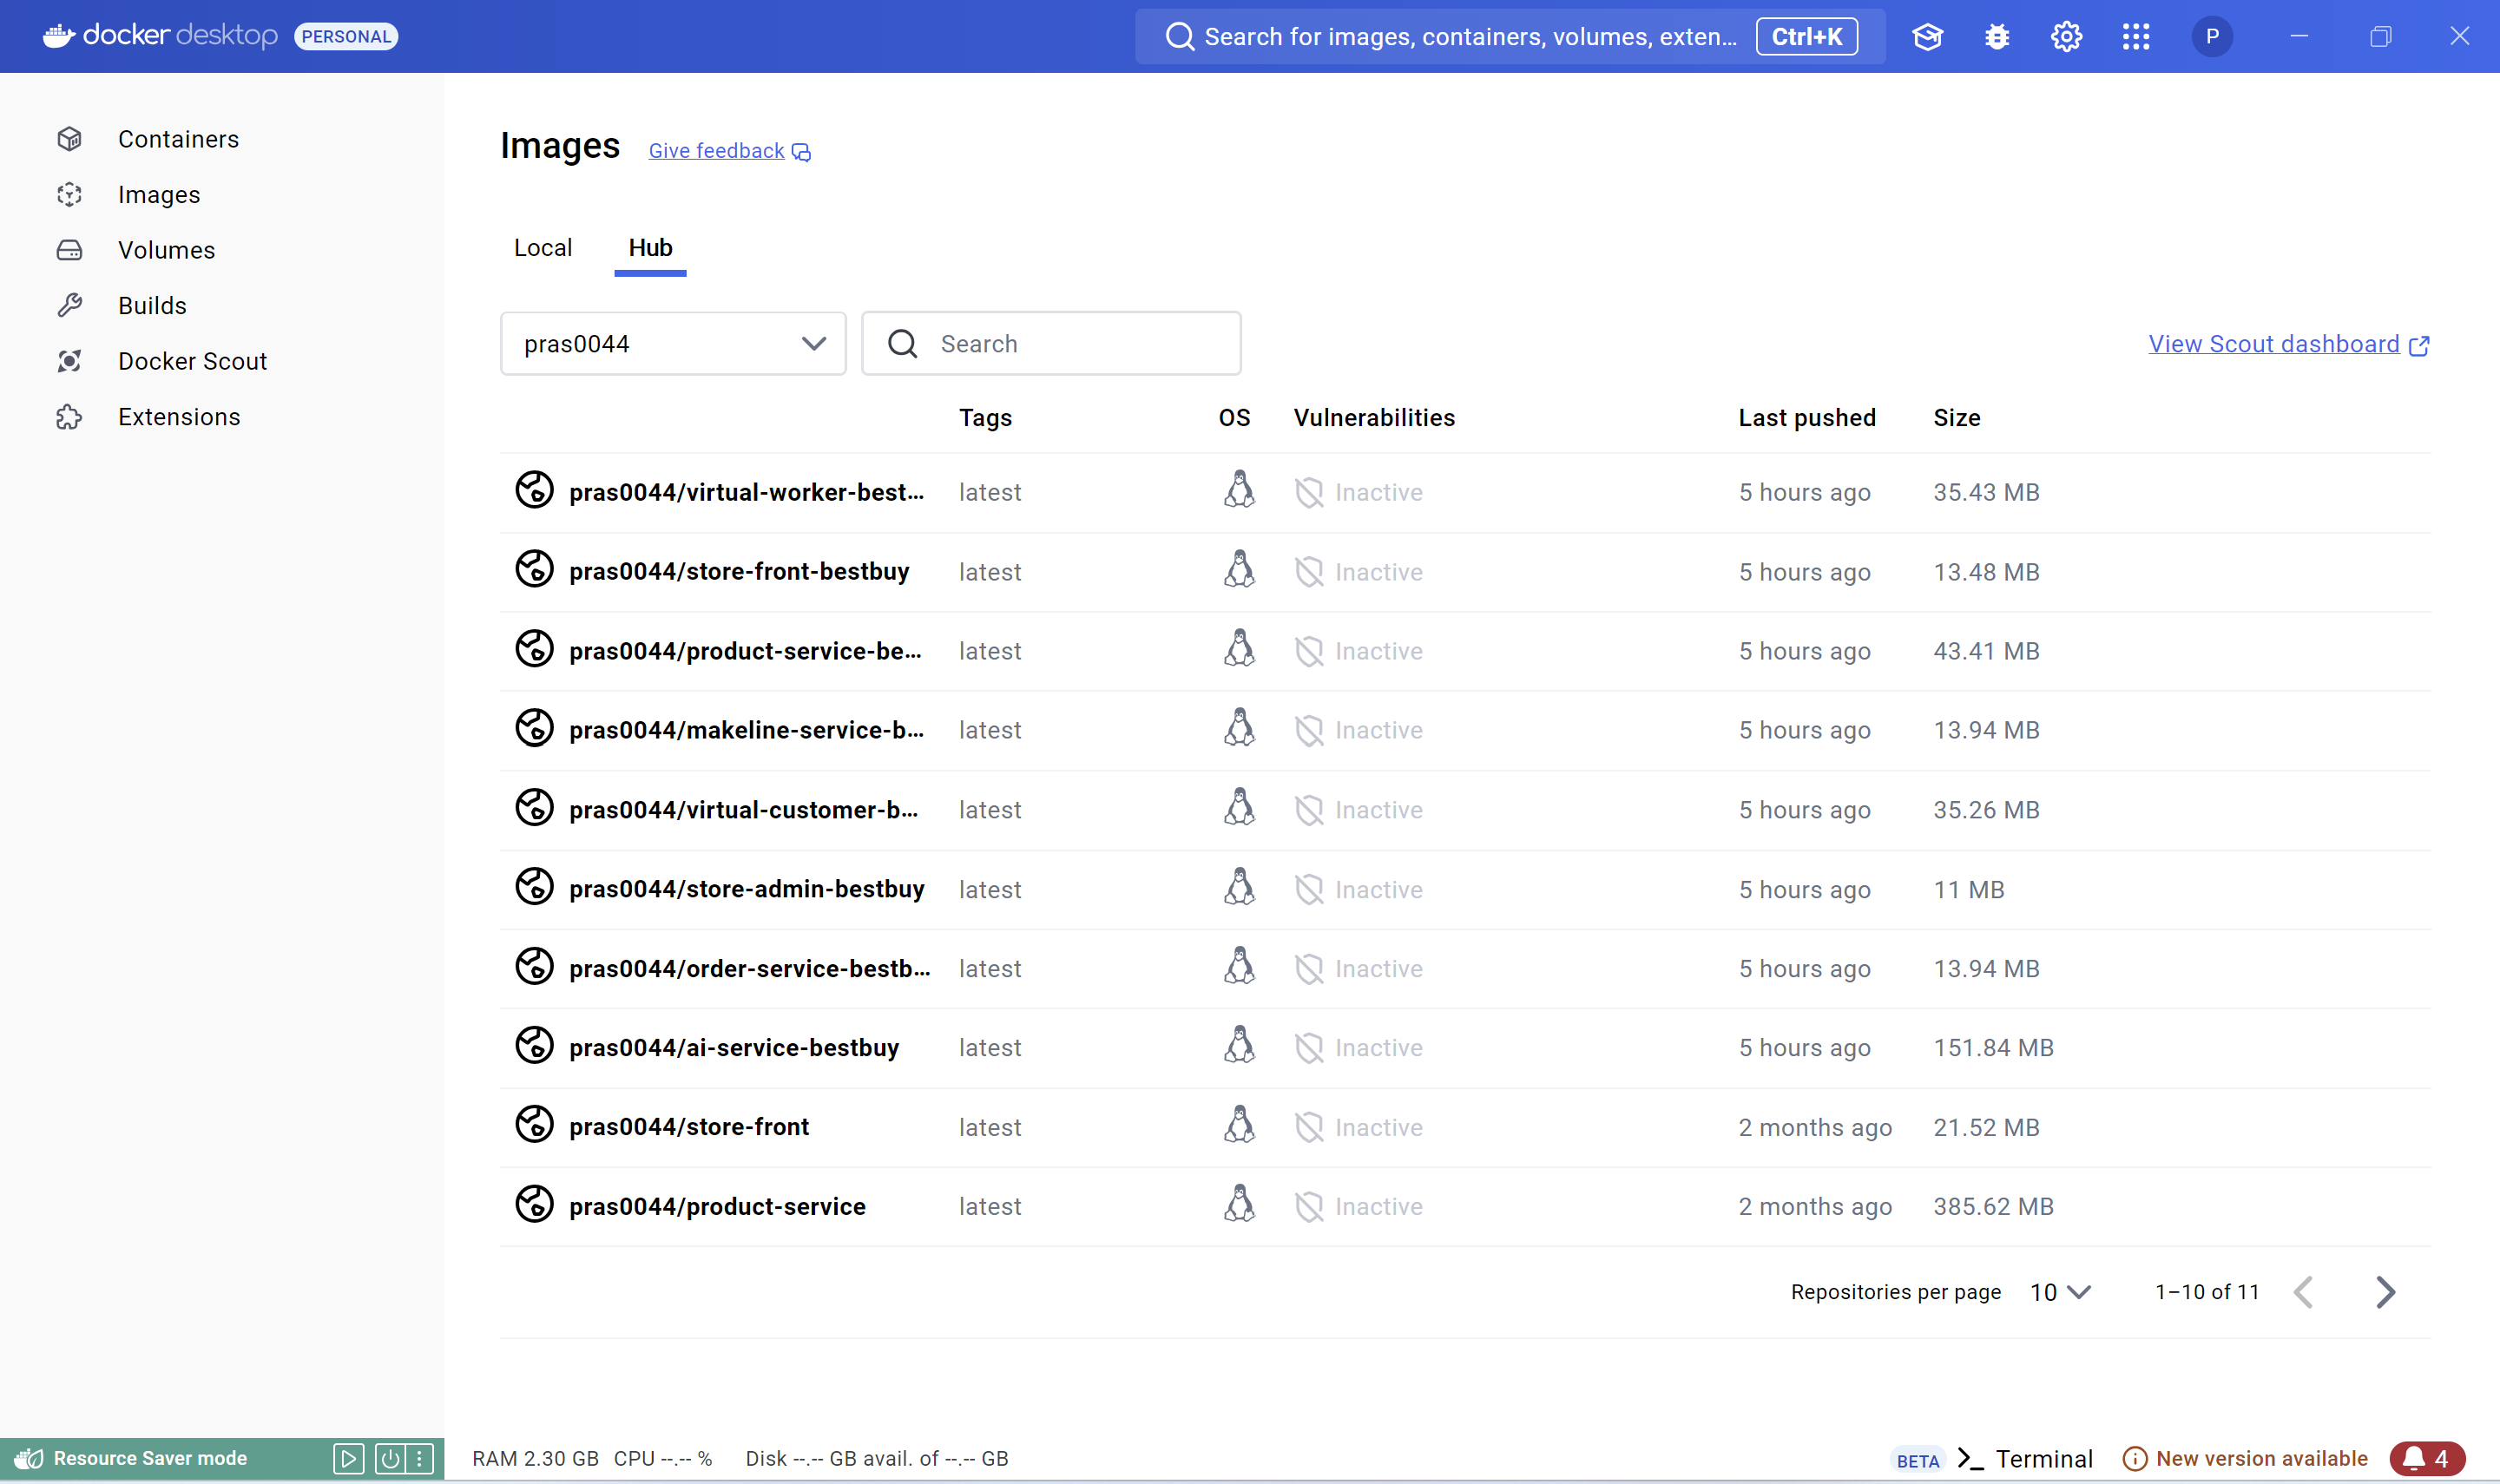 docker desktop PERSONAL Search for images, containers, volumes, exten... Ctrl+K P
Containers
Images
Volumes
Builds
Docker Scout
Extensions
Images Give feedback
Local Hub
pras0044 Search View Scout dashboard
Tags OS Vulnerabilities Last pushed Size
pras0044/virtual-worker-best... latest Inactive 5 hours ago 35.43 MB
pras0044/store-front-bestbuy latest Inactive 5 hours ago 13.48 MB
pras0044/product-service-be... latest Inactive 5 hours ago 43.41 MB
pras0044/makeline-service-b... latest Inactive 5 hours ago 13.94 MB
pras0044/virtual-customer-b... latest Inactive 5 hours ago 35.26 MB
pras0044/store-admin-bestbuy latest Inactive 5 hours ago 11 MB
pras0044/order-service-bestb... latest Inactive 5 hours ago 13.94 MB
pras0044/ai-service-bestbuy latest Inactive 5 hours ago 151.84 MB
pras0044/store-front latest Inactive 2 months ago 21.52 MB
pras0044/product-service latest Inactive 2 months ago 385.62 MB
Repositories per page 10 1–10 of 11
Resource Saver mode RAM 2.30 GB CPU --.-- % Disk --.-- GB avail. of --.-- GB BETA Terminal New version available 4